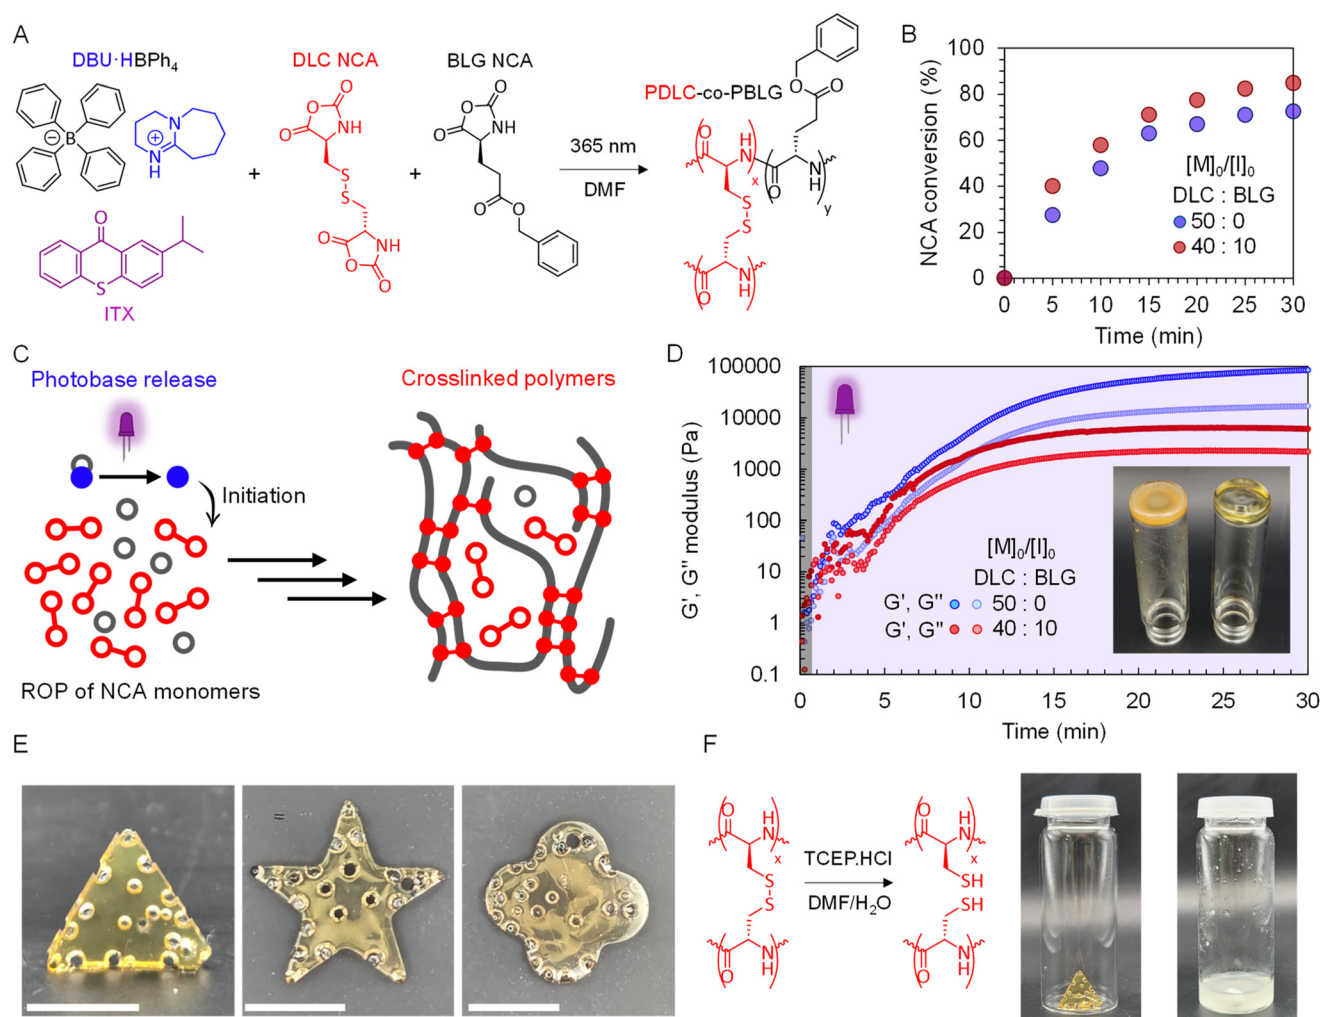 A
DBU·HBPh4
DLC NCA
BLG NCA
PDLC-co-PBLG
365 nm
DMF
ITX
B
NCA conversion (%)
100
80
60
40
20
0
[M]0/[I]0
DLC : BLG
50 : 0
40 : 10
0 5 10 15 20 25 30
Time (min)
C
Photobase release
Crosslinked polymers
Initiation
ROP of NCA monomers
D
G', G'' modulus (Pa)
100000
10000
1000
100
10
1
0.1
[M]0/[I]0
DLC : BLG
G', G'' 50 : 0
G', G'' 40 : 10
0 5 10 15 20 25 30
Time (min)
E
F
TCEP.HCl
DMF/H2O